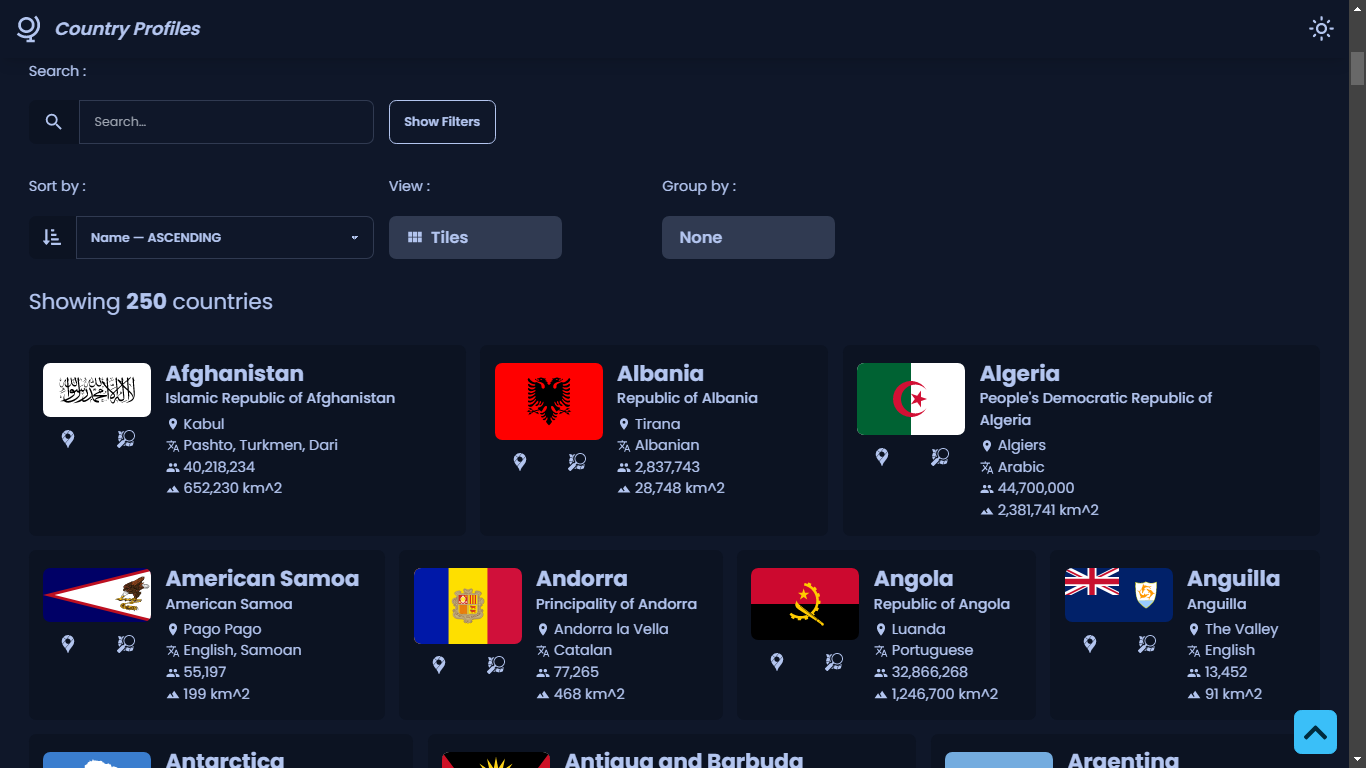 Country Profiles
Search :
Search...
Show Filters
Sort by :
View :
Group by :
Name — ASCENDING
Tiles
None
Showing 250 countries
Afghanistan
Islamic Republic of Afghanistan
Kabul
Pashto, Turkmen, Dari
40,218,234
652,230 km^2
Albania
Republic of Albania
Tirana
Albanian
2,837,743
28,748 km^2
Algeria
People's Democratic Republic of
Algeria
Algiers
Arabic
44,700,000
2,381,741 km^2
American Samoa
American Samoa
Pago Pago
English, Samoan
55,197
199 km^2
Andorra
Principality of Andorra
Andorra la Vella
Catalan
77,265
468 km^2
Angola
Republic of Angola
Luanda
Portuguese
32,866,268
1,246,700 km^2
Anguilla
Anguilla
The Valley
English
13,452
91 km^2
Antarctica
Antigua and Barbuda
Argentina